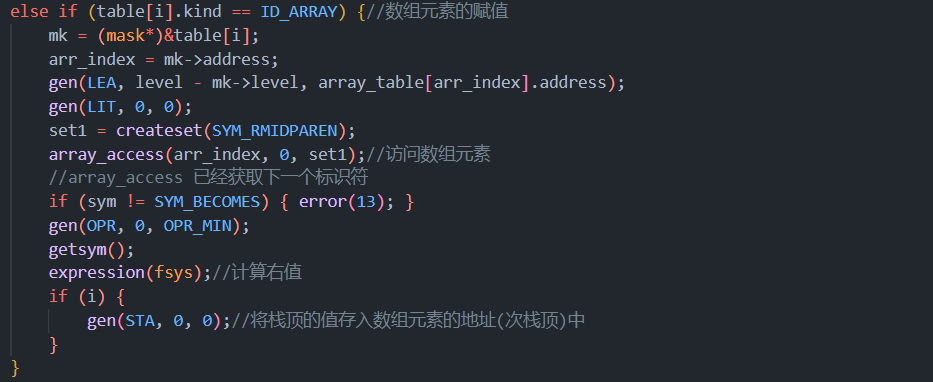 else if (table[i].kind == ID_ARRAY) {//数组元素的赋值
    mk = (mask*)&table[i];
    arr_index = mk->address;
    gen(LEA, level - mk->level, array_table[arr_index].address);
    gen(LIT, 0, 0);
    set1 = createset(SYM_RMIDPAREN);
    array_access(arr_index, 0, set1);//访问数组元素
    //array_access 已经获取下一个标识符
    if (sym != SYM_BECOMES) { error(13); }
    gen(OPR, 0, OPR_MIN);
    getsym();
    expression(fsys);//计算右值
    if (i) {
        gen(STA, 0, 0);//将栈顶的值存入数组元素的地址(次栈顶)中
    }
}